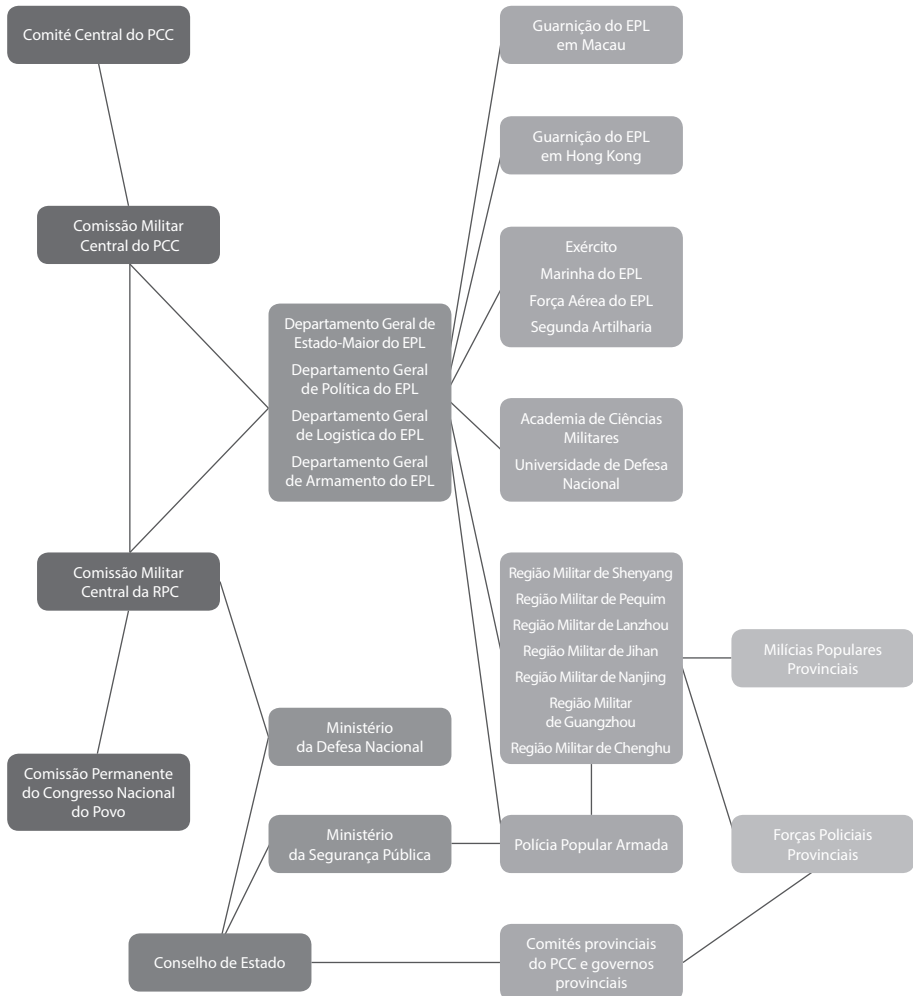 Comité Central do PCC
Comissão Militar
Central do PCC
Comissão Militar
Central da RPC
Comissão Permanente
do Congresso Nacional
do Povo
Departamento Geral de
Estado-Maior do EPL
Departamento Geral
de Política do EPL
Departamento Geral
de Logistica do EPL
Departamento Geral
de Armamento do EPL
Ministério
da Defesa Nacional
Ministério
da Segurança Pública
Conselho de Estado
Guarnição do EPL
em Macau
Guarnição do EPL
em Hong Kong
Exército
Marinha do EPL
Força Aérea do EPL
Segunda Artilharia
Academia de Ciências
Militares
Universidade de Defesa
Nacional
Região Militar de Shenyang
Região Militar de Pequim
Região Militar de Lanzhou
Região Militar de Jihan
Região Militar de Nanjing
Região Militar
de Guangzhou
Região Militar de Chenghu
Polícia Popular Armada
Comités provinciais
do PCC e governos
provinciais
Milícias Populares
Provinciais
Forças Policiais
Provinciais